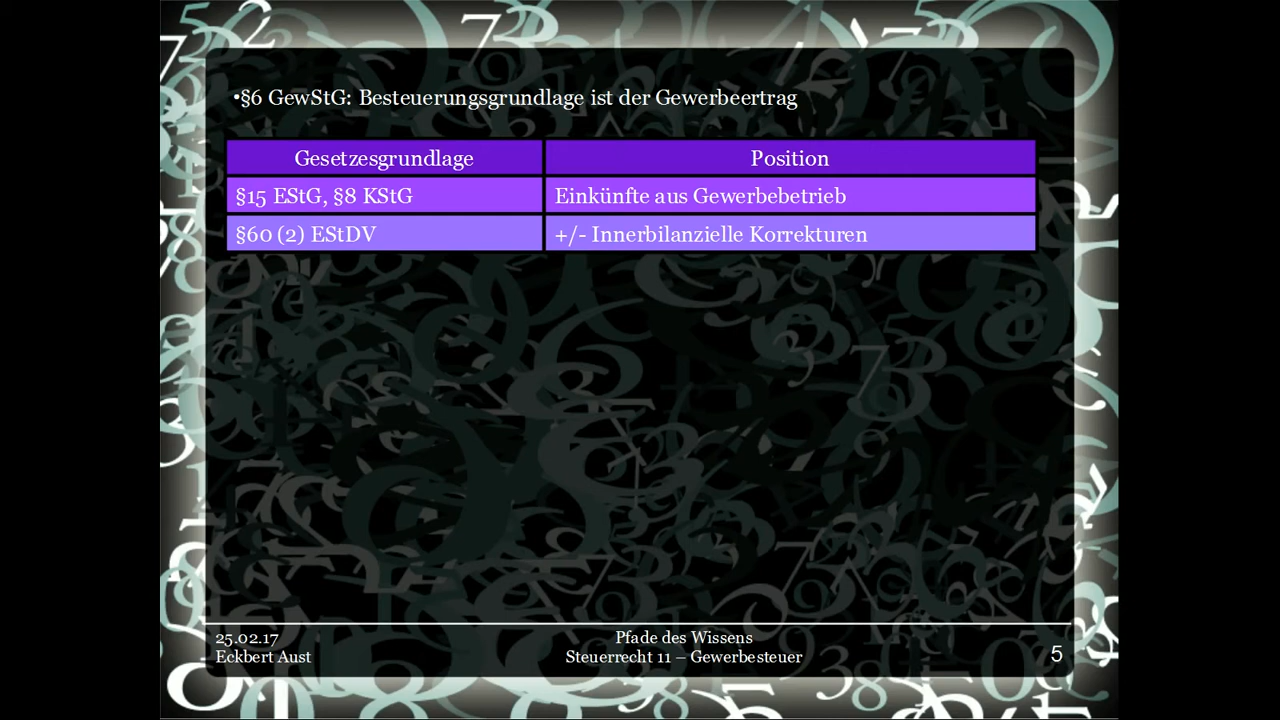 •§6 GewStG: Besteuerungsgrundlage ist der Gewerbeertrag
Gesetzesgrundlage Position
§15 EStG, §8 KStG Einkünfte aus Gewerbebetrieb
§60 (2) EStDV +/- Innerbilanzielle Korrekturen
25.02.17
Eckbert Aust
Pfade des Wissens
Steuerrecht 11 – Gewerbesteuer
5